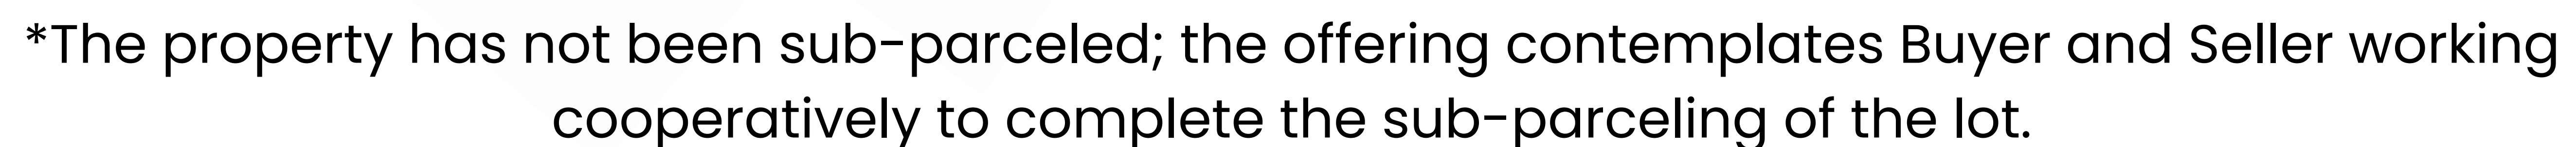 *The property has not been sub-parceled; the offering contemplates Buyer and Seller working
cooperatively to complete the sub-parceling of the lot.